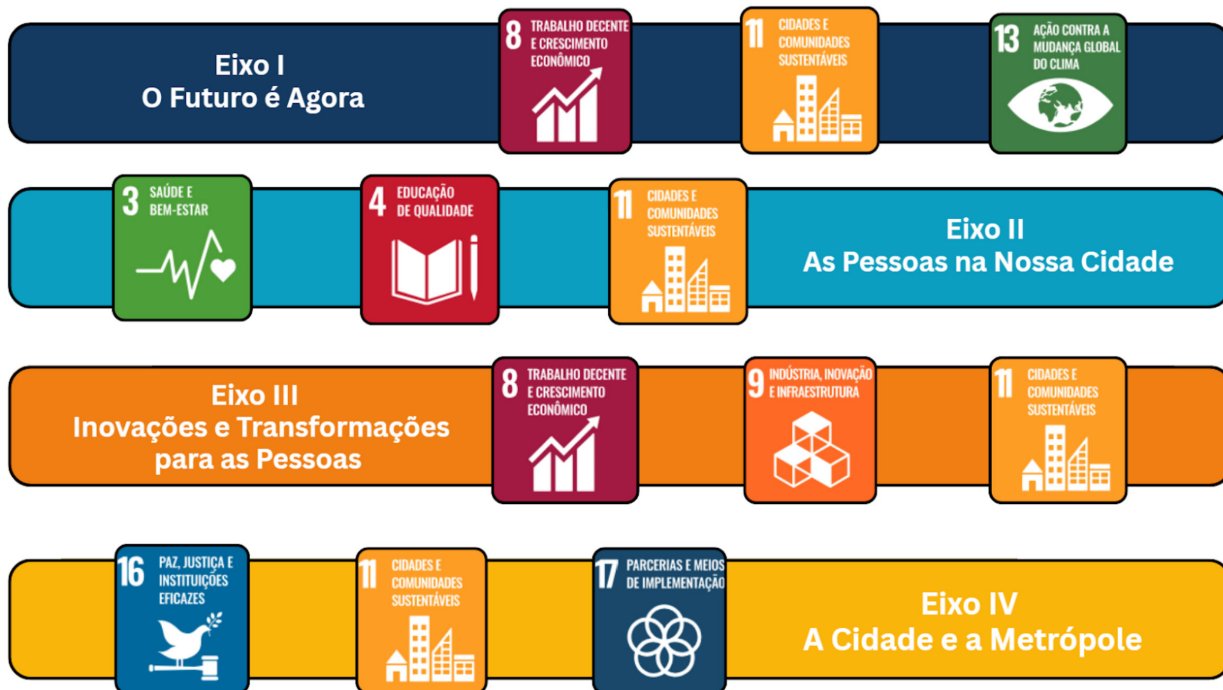 Eixo I
O Futuro é Agora
8 TRABALHO DECENTE
E CRESCIMENTO
ECONÔMICO
11 CIDADES E
COMUNIDADES
SUSTENTÁVEIS
13 AÇÃO CONTRA A
MUDANÇA GLOBAL
DO CLIMA
3 SAÚDE E
BEM-ESTAR
4 EDUCAÇÃO
DE QUALIDADE
11 CIDADES E
COMUNIDADES
SUSTENTÁVEIS
Eixo II
As Pessoas na Nossa Cidade
Eixo III
Inovações e Transformações
para as Pessoas
8 TRABALHO DECENTE
E CRESCIMENTO
ECONÔMICO
9 INDÚSTRIA, INOVAÇÃO
E INFRAESTRUTURA
11 CIDADES E
COMUNIDADES
SUSTENTÁVEIS
16 PAZ, JUSTIÇA E
INSTITUIÇÕES
EFICAZES
11 CIDADES E
COMUNIDADES
SUSTENTÁVEIS
17 PARCERIAS E MEIOS
DE IMPLEMENTAÇÃO
Eixo IV
A Cidade e a Metrópole